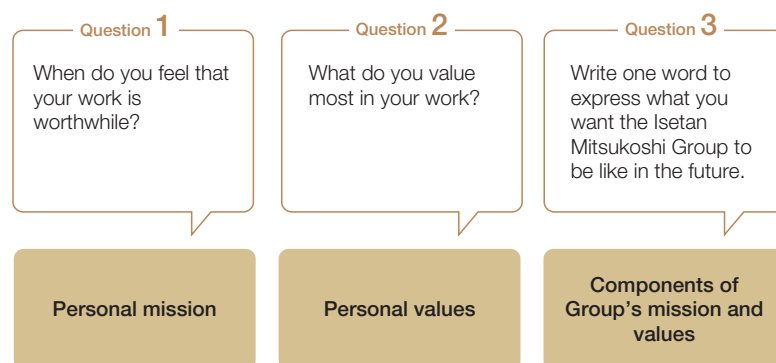 Question 1
When do you feel that
your work is
worthwhile?
Personal mission
Question 2
What do you value
most in your work?
Personal values
Question 3
Write one word to
express what you
want the Isetan
Mitsukoshi Group to
be like in the future.
Components of
Group's mission and
values